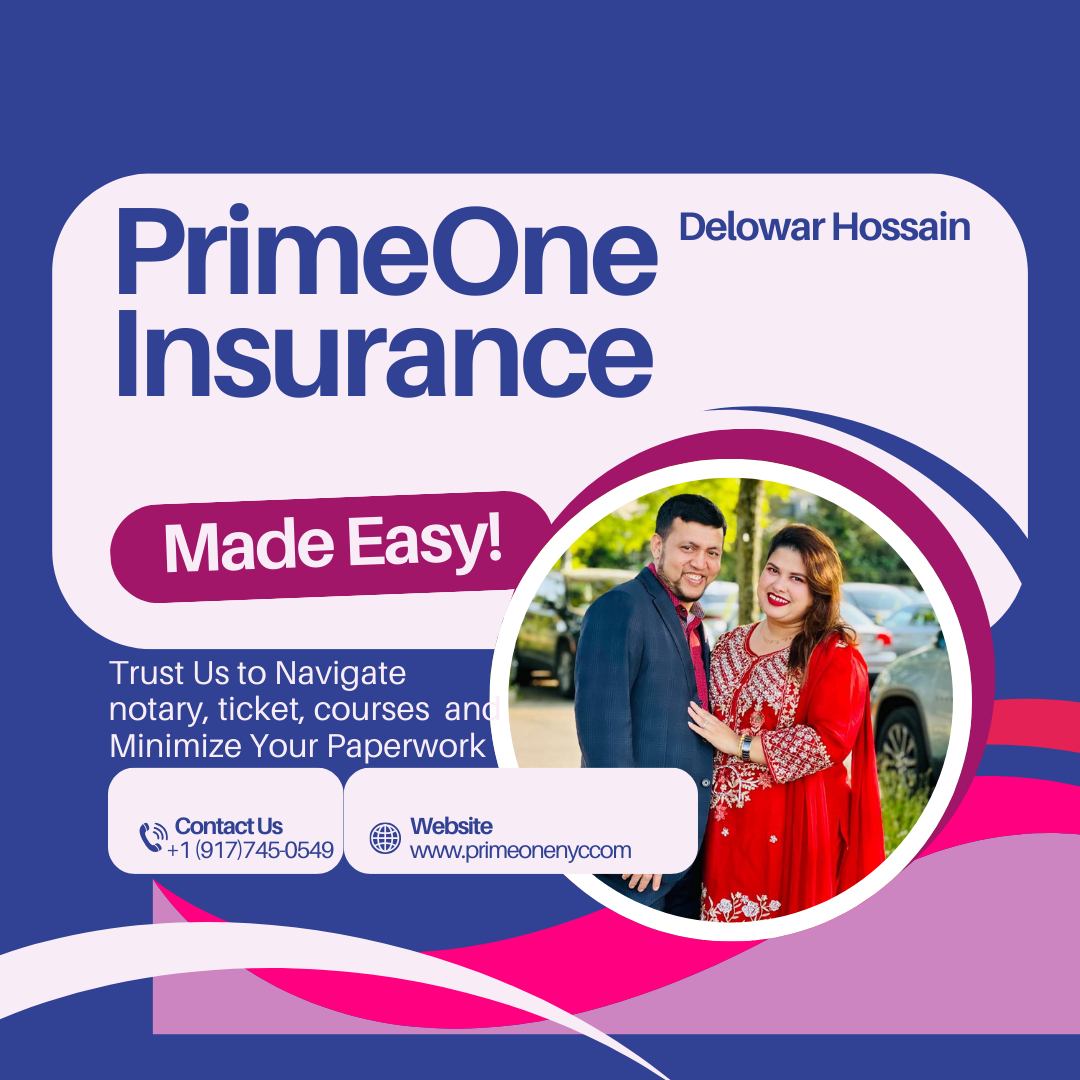 PrimeOne
Insurance
Delowar Hossain
Made Easy!
Trust Us to Navigate
notary, ticket, courses and
Minimize Your Paperwork
Contact Us
+1 (917)745-0549
Website
www.primeonenyccom